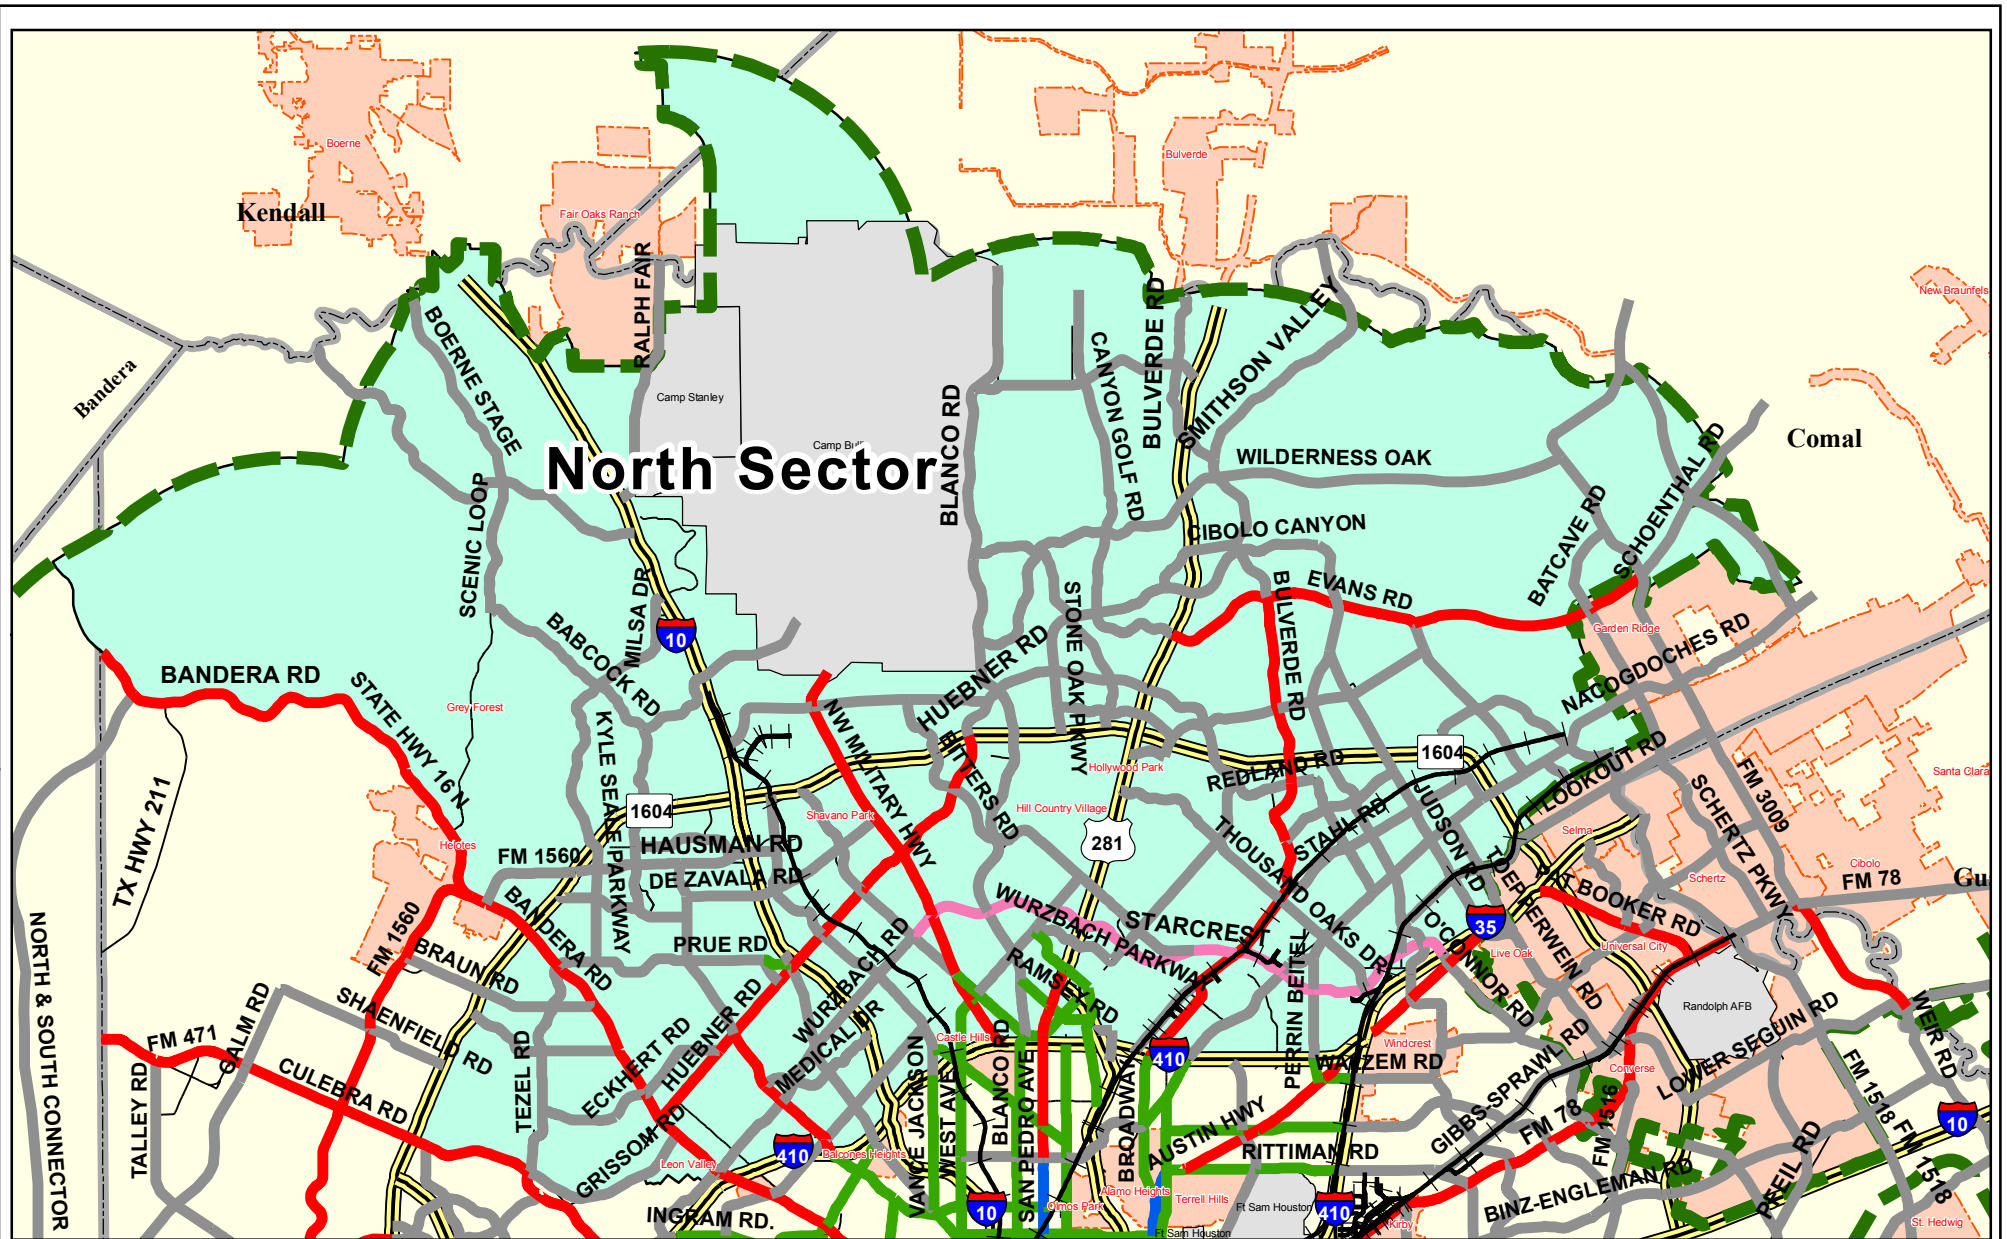 Boerne
Bulverde
Kendall
Fair Oaks Ranch
RALPH FAIR
New Braunfels
BOERNE STAGE
BULVERDE RD
SMITHSON VALLEY
CANYON GOLF RD
Bandera
Camp Stanley
Camp Bull
North Sector
BLANCO RD
WILDERNESS OAK
Comal
SCHOENTHAL RD
BATCAVE RD
SCENIC LOOP
CIBOLO CANYON
EVANS RD
BULVERDE RD
STONE OAK PKWY
MILSA DR
BABCOCK RD
10
Garden Ridge
NACOGDOCHES RD
HUEBNER RD
BANDERA RD
STATE HWY 16 N
Grey Forest
KYLE SEALE PARKWAY
NW MILITARY HWY
BITTERS RD
Hollywood Park
REDLAND RD
1604
LOOKOUT RD
FM 3009
SCHERTZ PKWY
Santa Clara
TX HWY 211
1604
Shavano Park
Hill Country Village
281
THOUSAND OAKS DR
STAHL RD
JUDSON RD
Selma
Helotes
FM 1560
HAUSMAN RD
DE ZAVALA RD
TOEPPERWEIN RD
PAT BOOKER RD
Schertz
Cibolo
FM 78
Gu
NORTH & SOUTH CONNECTOR
FM 1560
BANDERA RD
BRAUN RD
PRUE RD
WURZBACH RD
WURZBACH PARKWAY
STARCREST
PERRIN BEITEL
O'CONNOR RD
35
Live Oak
Universal City
RAMSEY RD
Randolph AFB
GALM RD
SHAENFIELD RD
FM 471
TALLEY RD
CULEBRA RD
TEZEL RD
ECKHERT RD
HUEBNER RD
MEDICAL DR
Castle Hills
VANCE JACKSON
WEST AVE
BLANCO RD
SAN PEDRO AVE
BROADWAY
410
Windcrest
WALZEM RD
GIBBS-SPRAWL RD
Converse
LOWER SEGUIN RD
WEIR RD
FM 1518
FM 1518
FM 1516
FM 78
10
GRISSOM RD
Leon Valley
410
Balcones Heights
AUSTIN HWY
RITTIMAN RD
BINZ-ENGLEMAN RD
PFEIL RD
INGRAM RD.
10
Olmos Park
Alamo Heights
Terrell Hills
Ft Sam Houston
Ft Sam Houston
410
Kirby
St. Hedwig